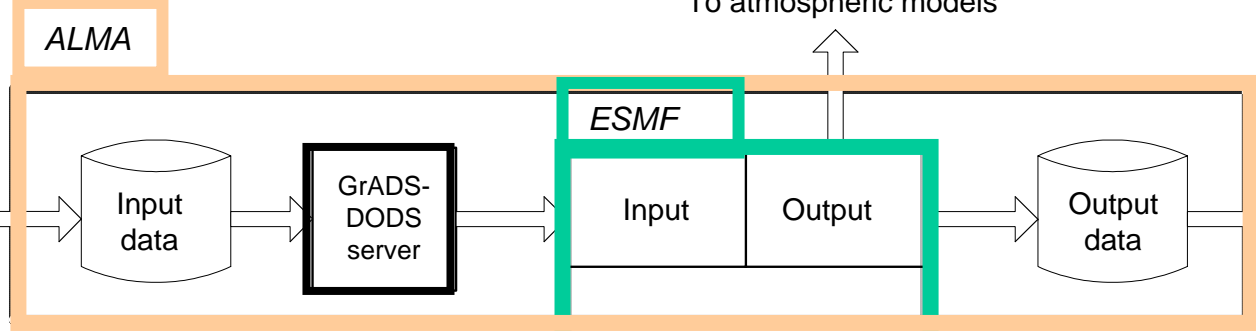 To atmospheric models
ALMA
ESMF
Input
data
GrADS-
DODS
server
Input
Output
Output
data